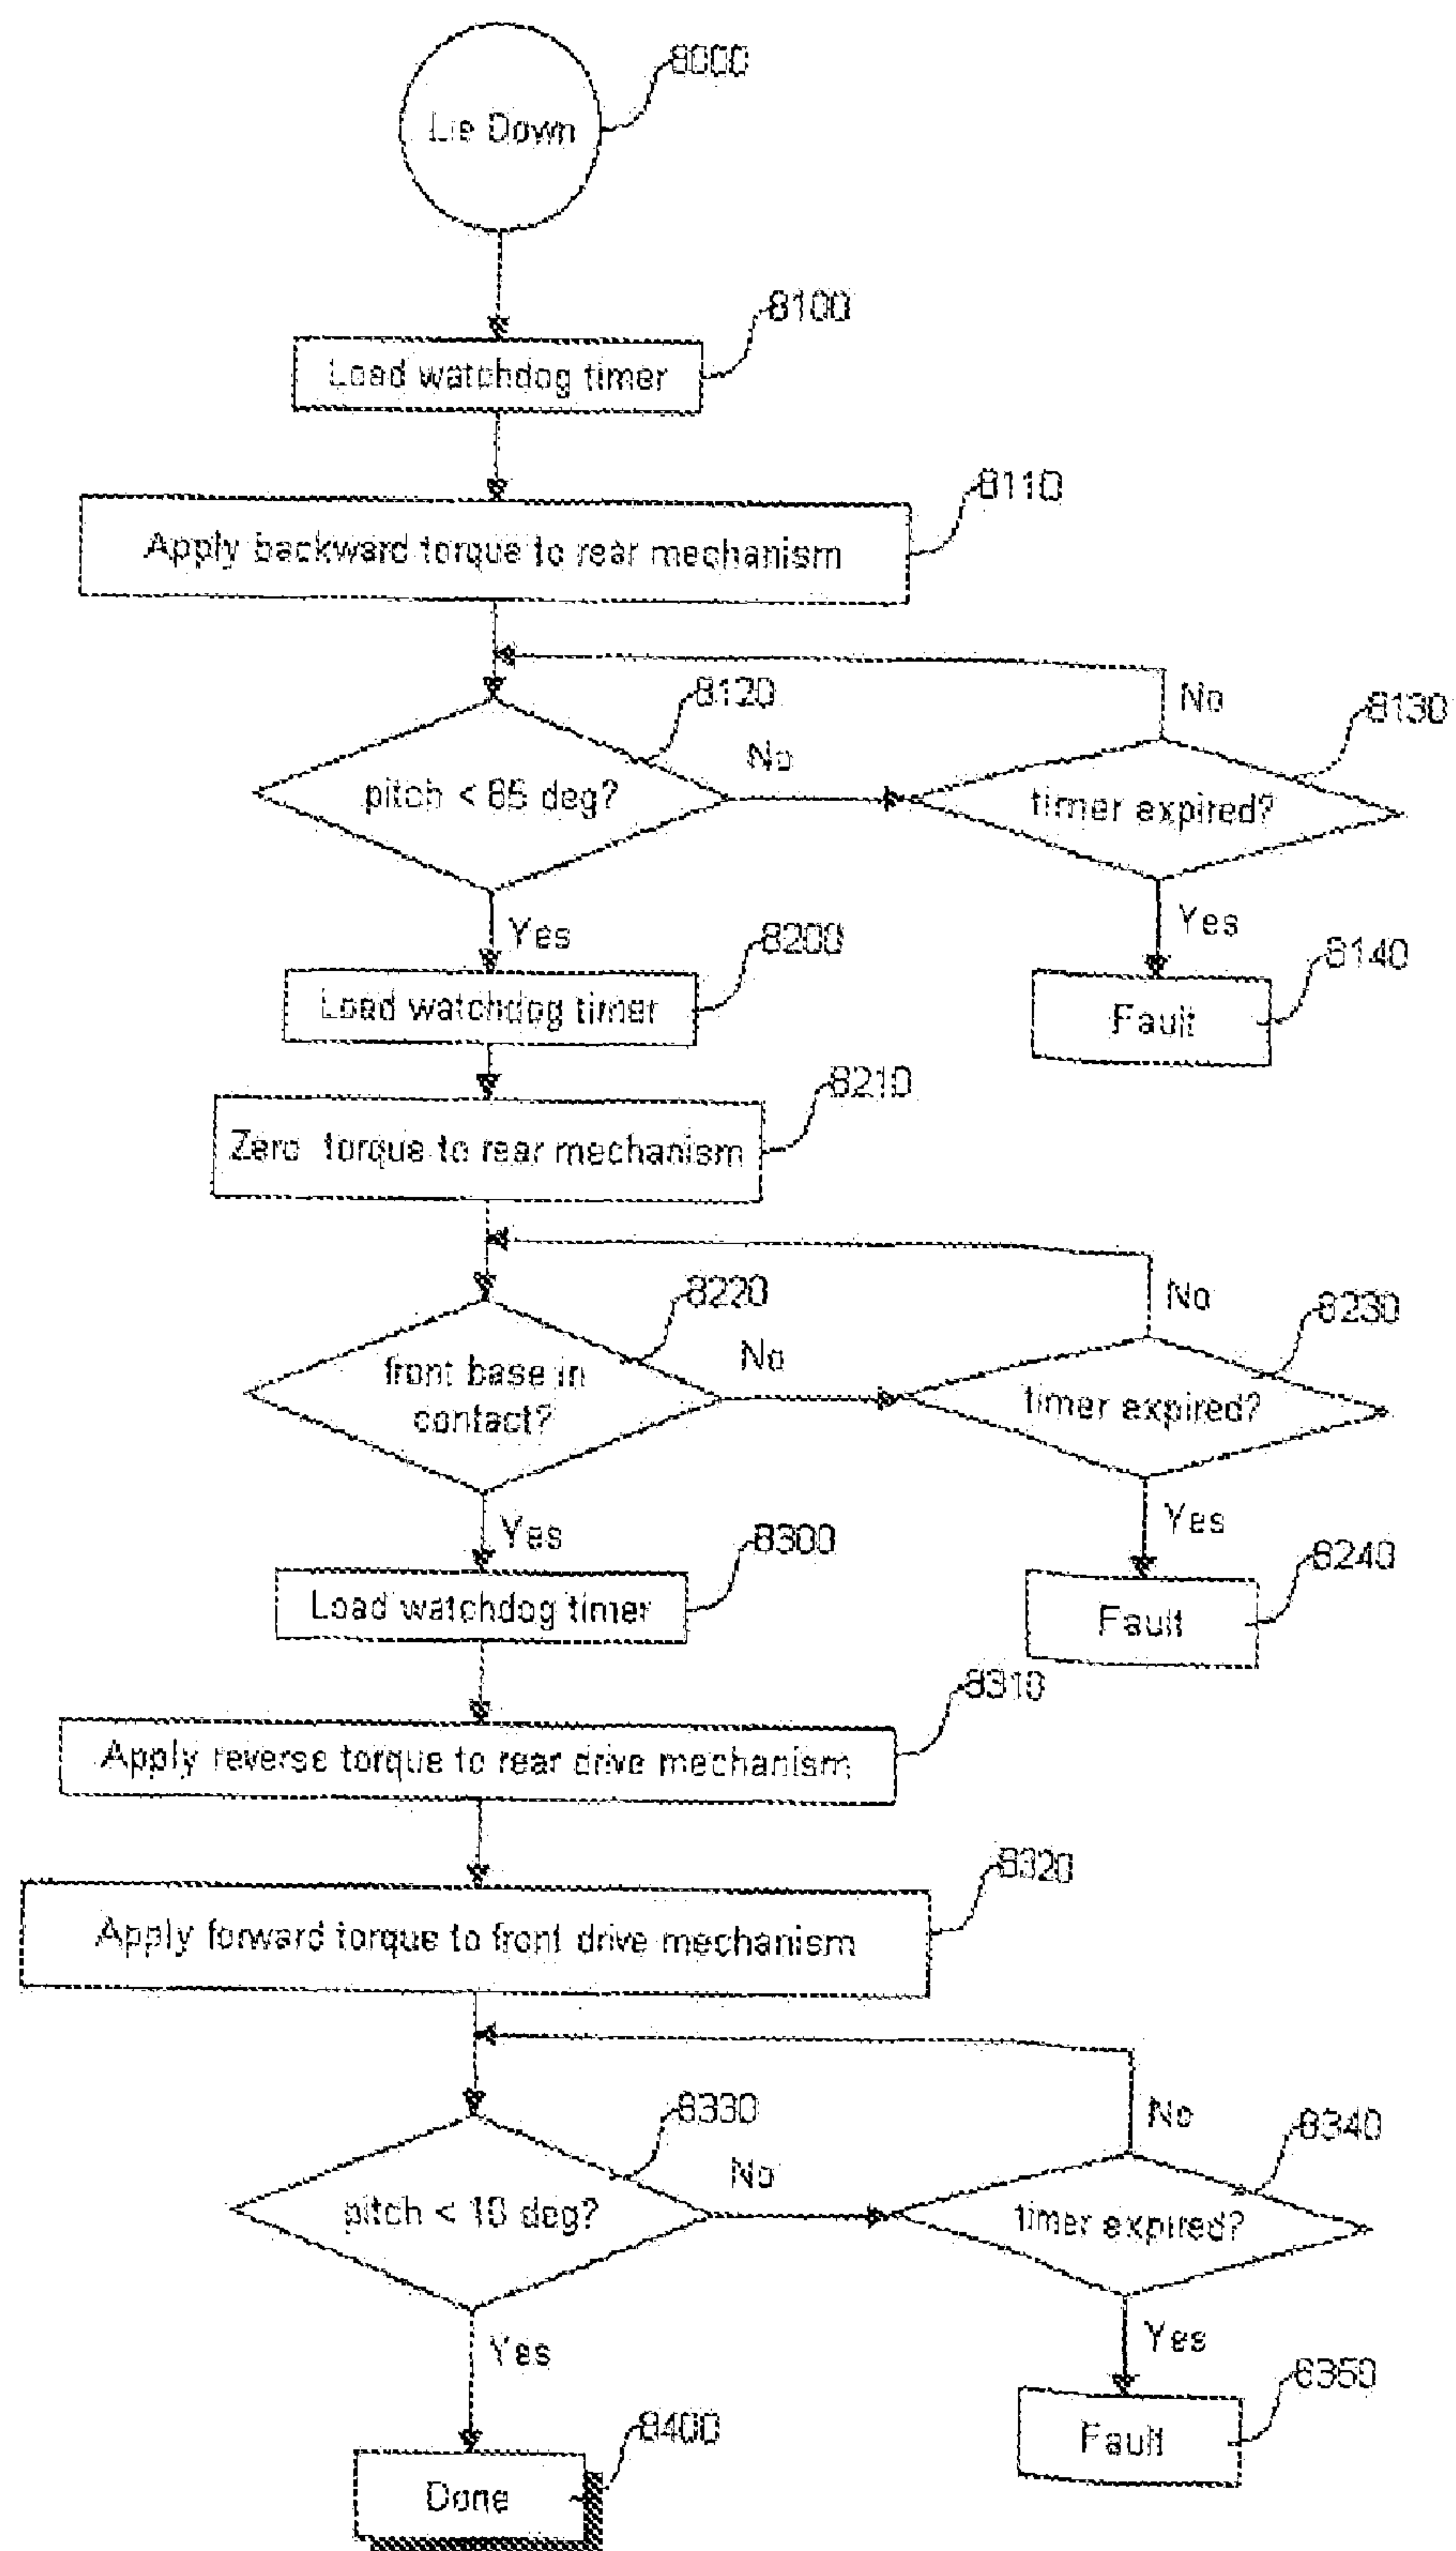 Lie Down
8000
Load watchdog timer
8100
Apply backward torque to rear mechanism
8110
pitch < 85 deg?
8120
No
timer expired?
8130
No
Yes
Yes
Fault
8140
Load watchdog timer
8200
Zero torque to rear mechanism
8210
front base in
contact?
8220
No
timer expired?
8230
No
Yes
Yes
Fault
8240
Load watchdog timer
8300
Apply reverse torque to rear drive mechanism
8310
Apply forward torque to front drive mechanism
8320
pitch < 10 deg?
8330
No
timer expired?
8340
No
Yes
Yes
Fault
8350
Done
8400